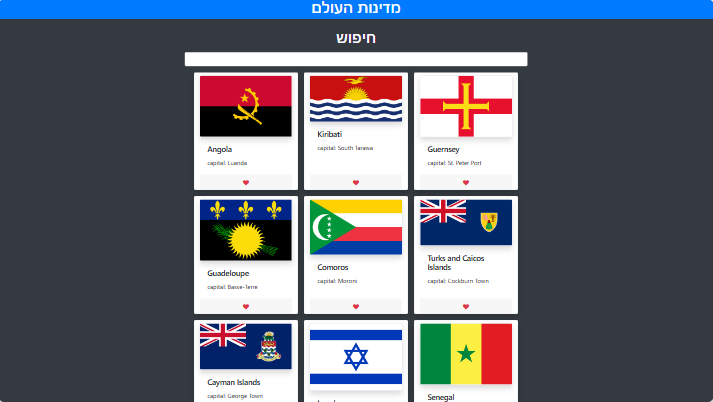 מדינות העולם
חיפוש
Angola
capital: Luanda
Kiribati
capital: South Tarawa
Guernsey
capital: St. Peter Port
Guadeloupe
capital: Basse-Terre
Comoros
capital: Moroni
Turks and Caicos
Islands
capital: Cockburn Town
Cayman Islands
capital: George Town
Senegal